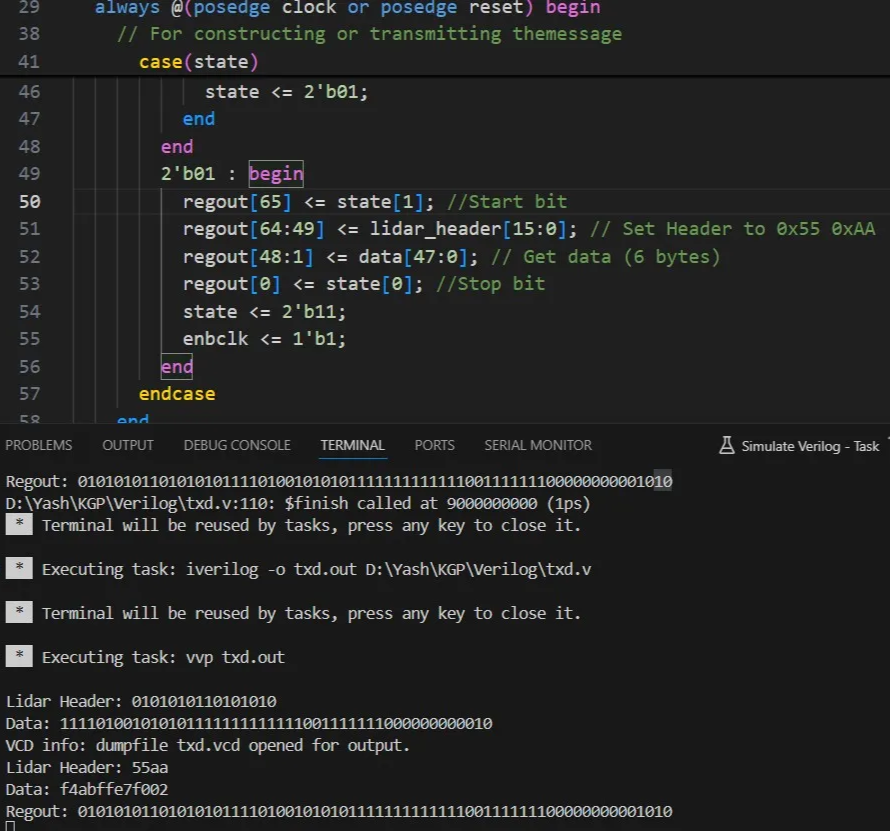 29 always @(posedge clock or posedge reset) begin
38 // For constructing or transmitting themessage
41 case(state)
46 state <= 2'b01;
47 end
48 end
49 2'b01 : begin
50 regout[65] <= state[1]; //Start bit
51 regout[64:49] <= lidar_header[15:0]; // Set Header to 0x55 0xAA
52 regout[48:1] <= data[47:0]; // Get data (6 bytes)
53 regout[0] <= state[0]; //Stop bit
54 state <= 2'b11;
55 enbclk <= 1'b1;
56 end
57 endcase
58 end
PROBLEMS OUTPUT DEBUG CONSOLE TERMINAL PORTS SERIAL MONITOR Simulate Verilog - Task
Regout: 010101011010101011110100101010111111111111110011111110000000000001010
D:\Yash\KGP\Verilog\txd.v:110: $finish called at 9000000000 (1ps)
* Terminal will be reused by tasks, press any key to close it.
* Executing task: iverilog -o txd.out D:\Yash\KGP\Verilog\txd.v
* Terminal will be reused by tasks, press any key to close it.
* Executing task: vvp txd.out
Lidar Header: 0101010110101010
Data: 111101001010101111111111111001111111000000000010
VCD info: dumpfile txd.vcd opened for output.
Lidar Header: 55aa
Data: f4abffe7f002
Regout: 010101011010101011110100101010111111111111110011111110000000000001010